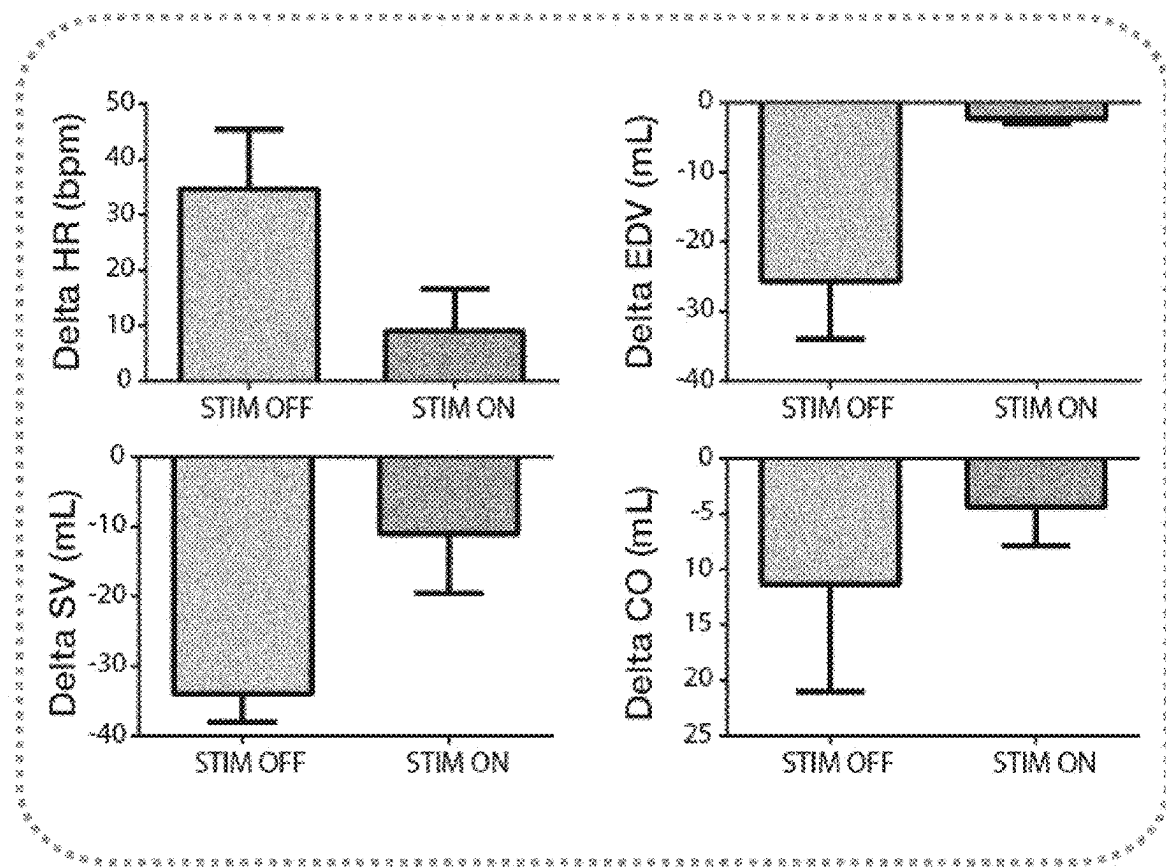 Delta HR (bpm)
50
40
30
20
10
0
STIM OFF
STIM ON
Delta EDV (mL)
0
-10
-20
-30
-40
STIM OFF
STIM ON
Delta SV (mL)
0
-10
-20
-30
-40
STIM OFF
STIM ON
Delta CO (mL)
0
-5
10
15
20
25
STIM OFF
STIM ON